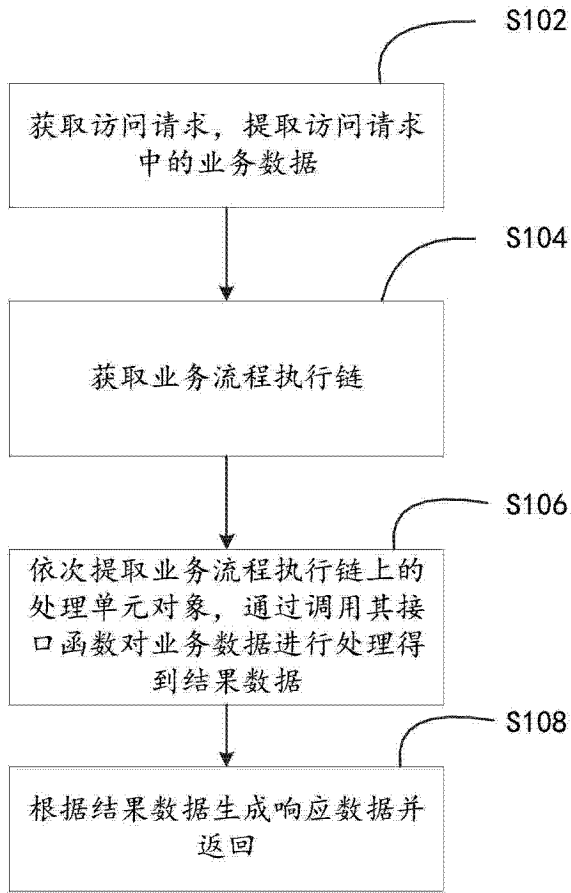 S102
获取访问请求，提取访问请求
中的业务数据
S104
获取业务流程执行链
S106
依次提取业务流程执行链上的
处理单元对象，通过调用其接
口函数对业务数据进行处理得
到结果数据
S108
根据结果数据生成响应数据并
返回